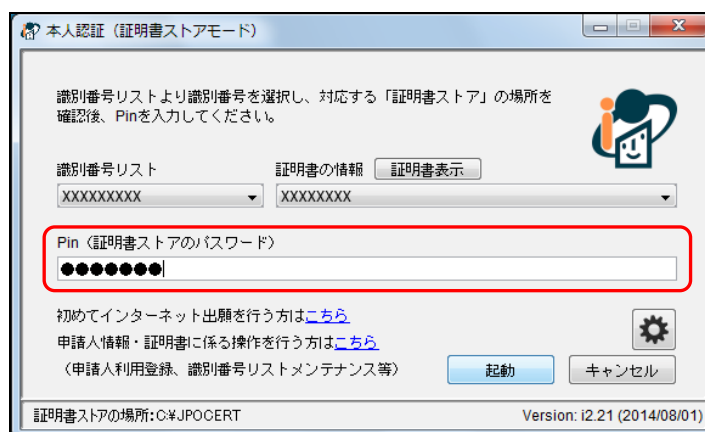 本人認証（証明書ストアモード）
識別番号リストより識別番号を選択し、対応する「証明書ストア」の場所を
確認後、Pinを入力してください。
識別番号リスト 証明書の情報 証明書表示
XXXXXXXXX XXXXXXXX
Pin（証明書ストアのパスワード）
●●●●●●●
初めてインターネット出願を行う方はこちら
申請人情報・証明書に係る操作を行う方はこちら
（申請人利用登録、識別番号リストメンテナンス等） 起動 キャンセル
証明書ストアの場所:C:¥JPOCERT Version: i2.21 (2014/08/01)